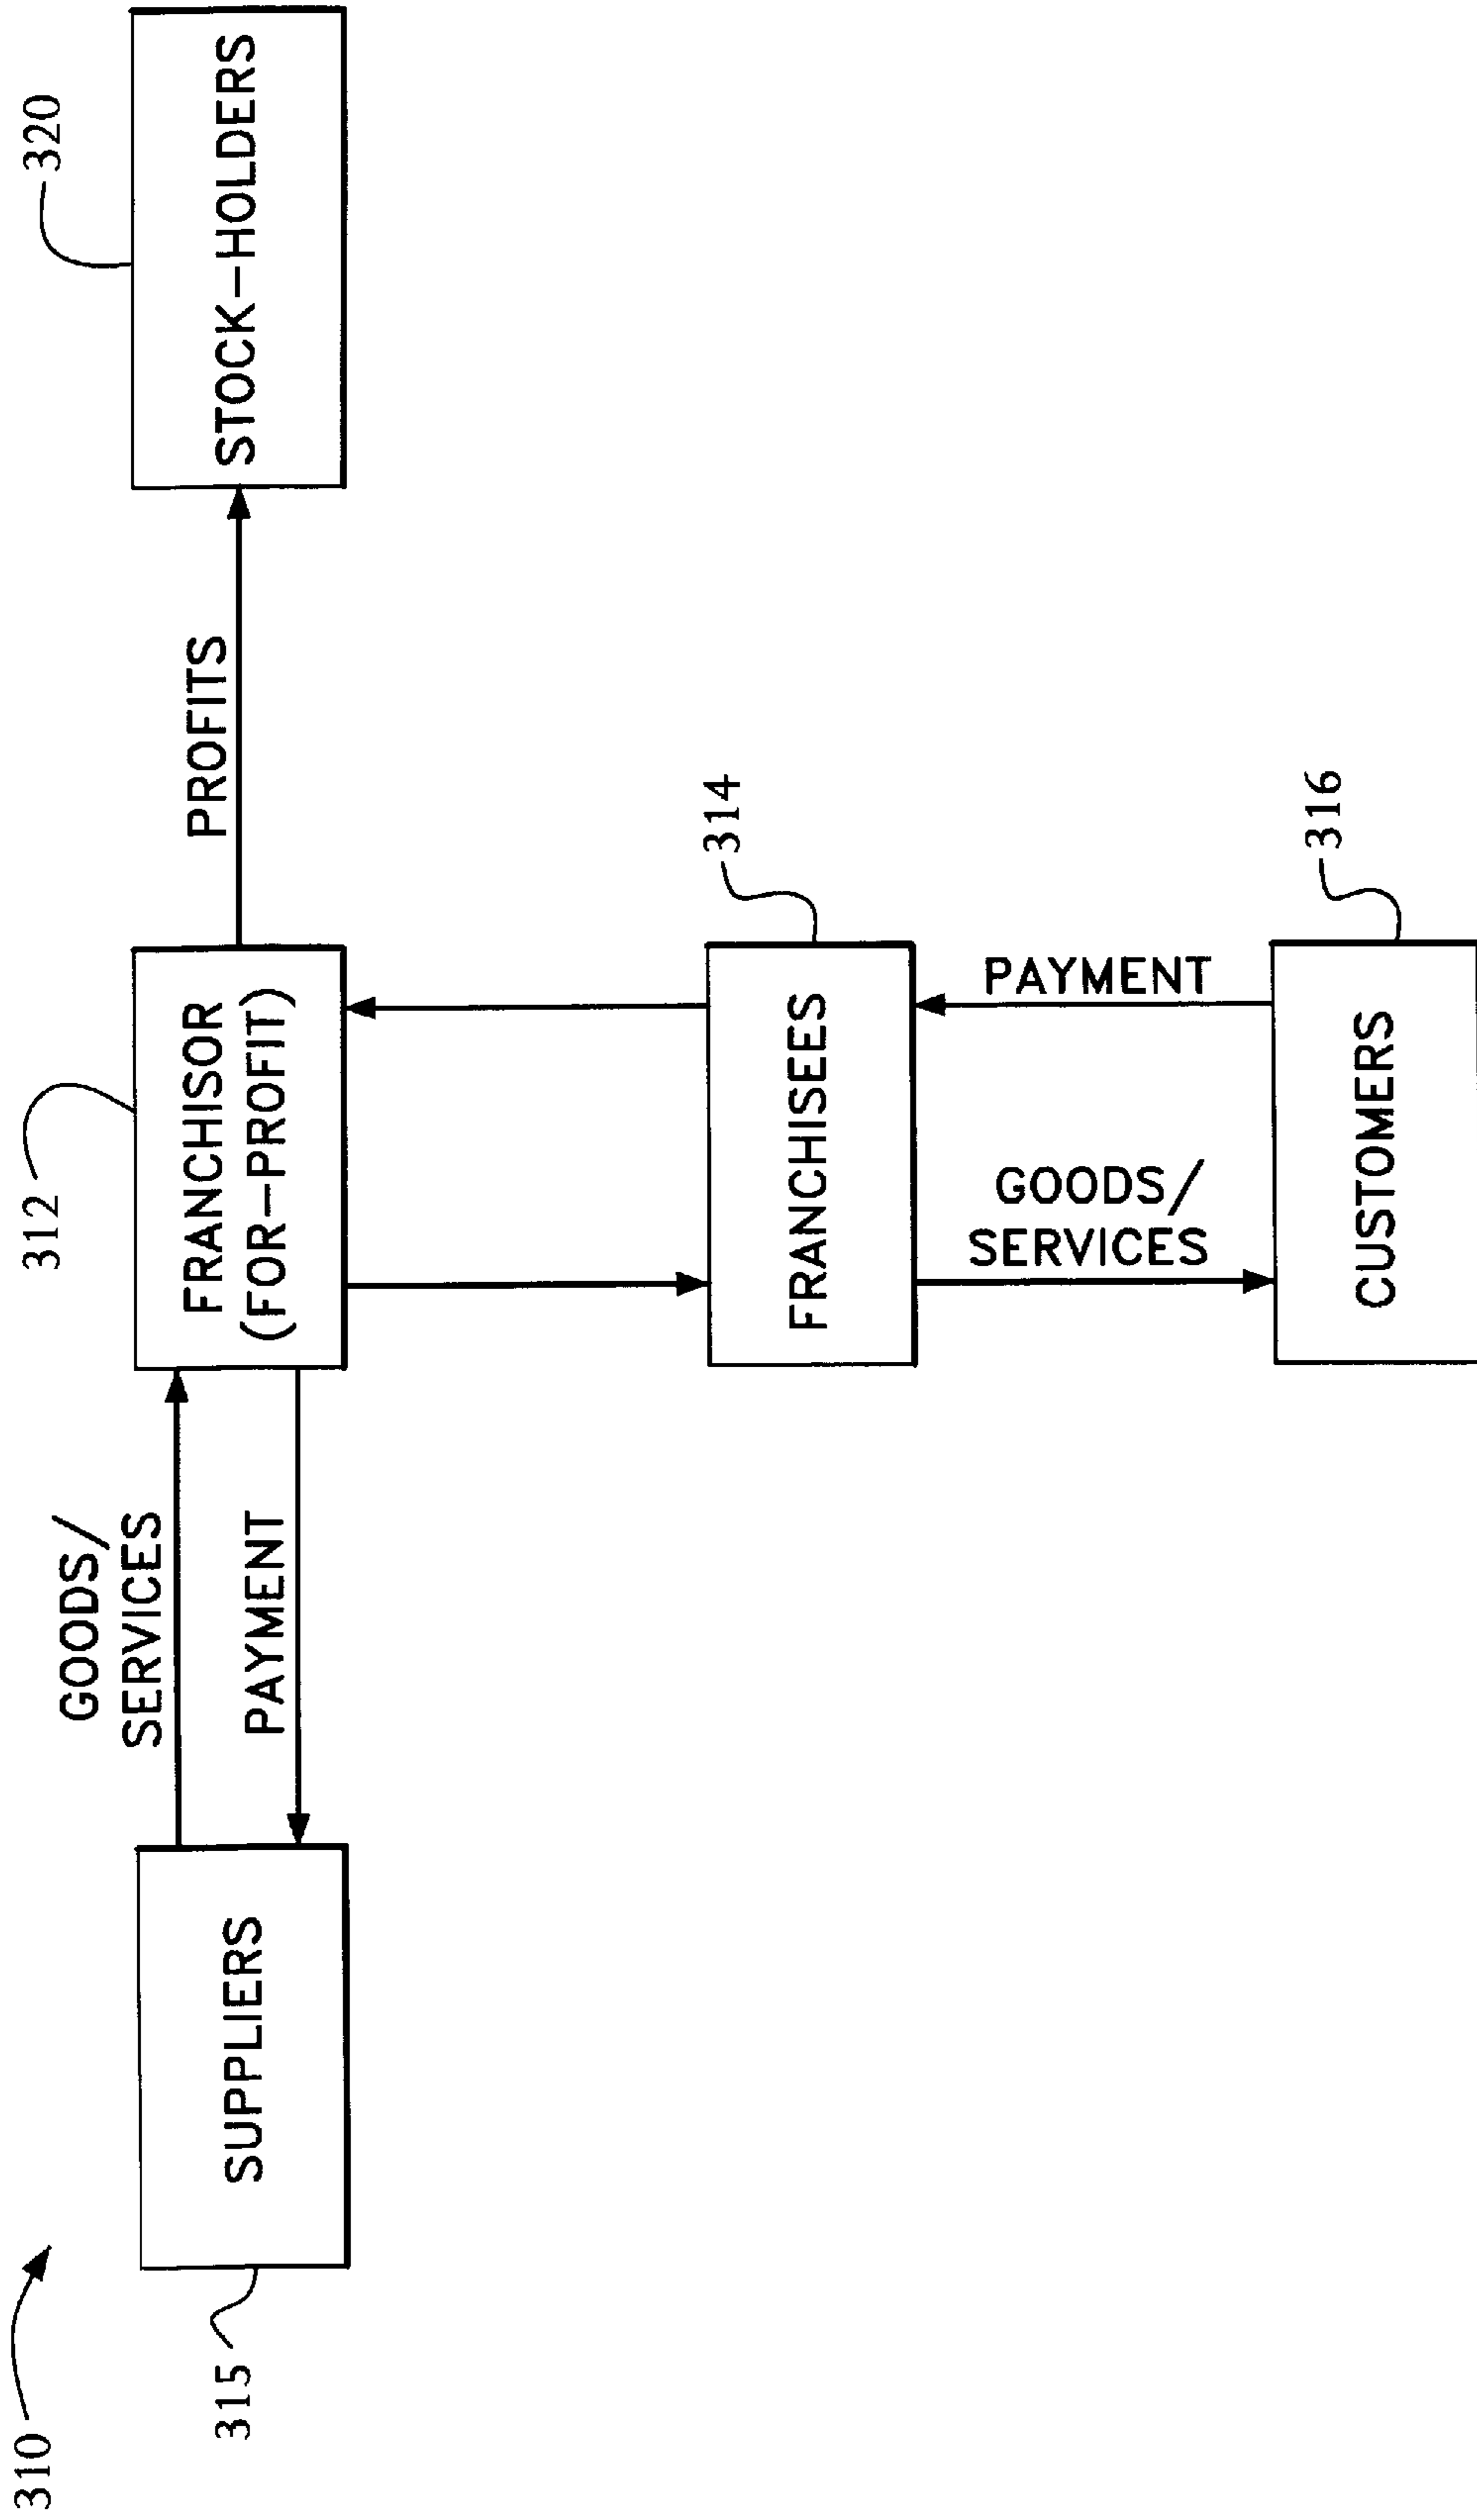 310
315
SUPPLIERS
GOODS/
SERVICES
PAYMENT
312
FRANCHISOR
(FOR-PROFIT)
PROFITS
320
STOCK-HOLDERS
314
FRANCHISEES
GOODS/
SERVICES
PAYMENT
316
CUSTOMERS